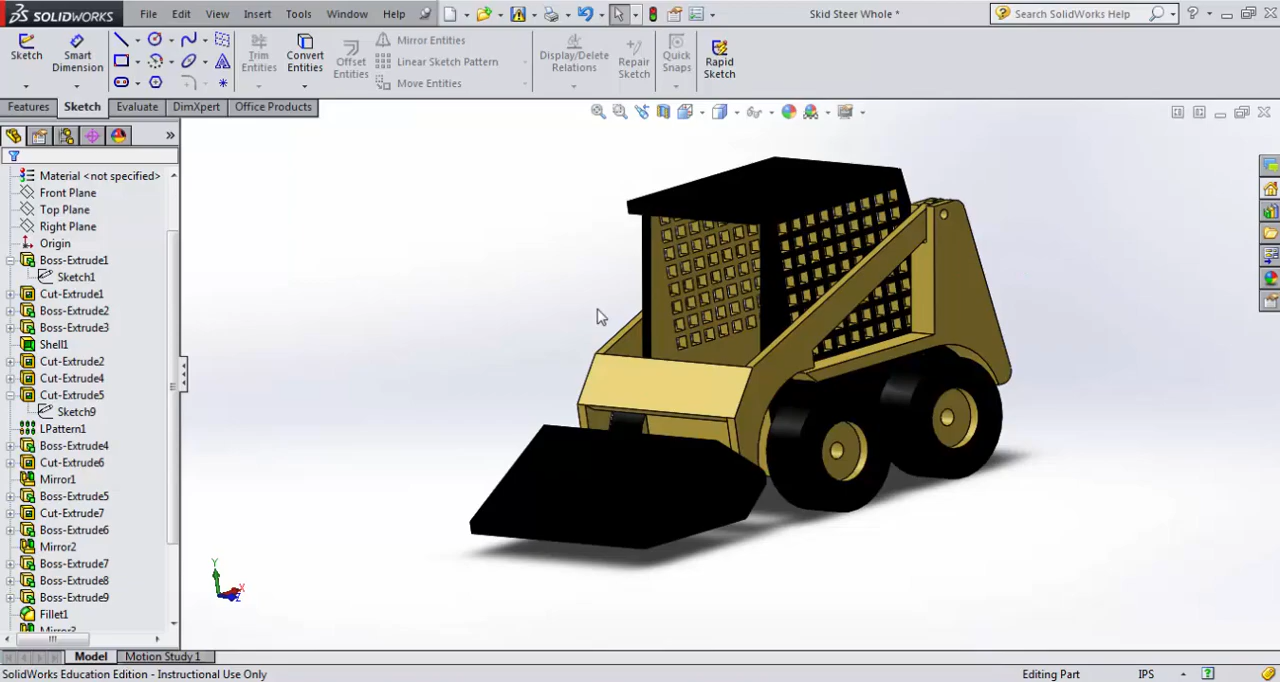 SOLIDWORKS File Edit View Insert Tools Window Help Skid Steer Whole * Search SolidWorks Help
Sketch Smart Dimension Trim Entities Convert Entities Offset Entities Mirror Entities Linear Sketch Pattern Move Entities Display/Delete Relations Repair Sketch Quick Snaps Rapid Sketch
Features Sketch Evaluate DimXpert Office Products
Material <not specified>
Front Plane
Top Plane
Right Plane
Origin
Boss-Extrude1
Sketch1
Cut-Extrude1
Boss-Extrude2
Boss-Extrude3
Shell1
Cut-Extrude2
Cut-Extrude4
Cut-Extrude5
Sketch9
LPattern1
Boss-Extrude4
Cut-Extrude6
Mirror1
Boss-Extrude5
Cut-Extrude7
Boss-Extrude6
Mirror2
Boss-Extrude7
Boss-Extrude8
Boss-Extrude9
Fillet1
Y
X
Z
Model Motion Study 1
SolidWorks Education Edition - Instructional Use Only Editing Part IPS